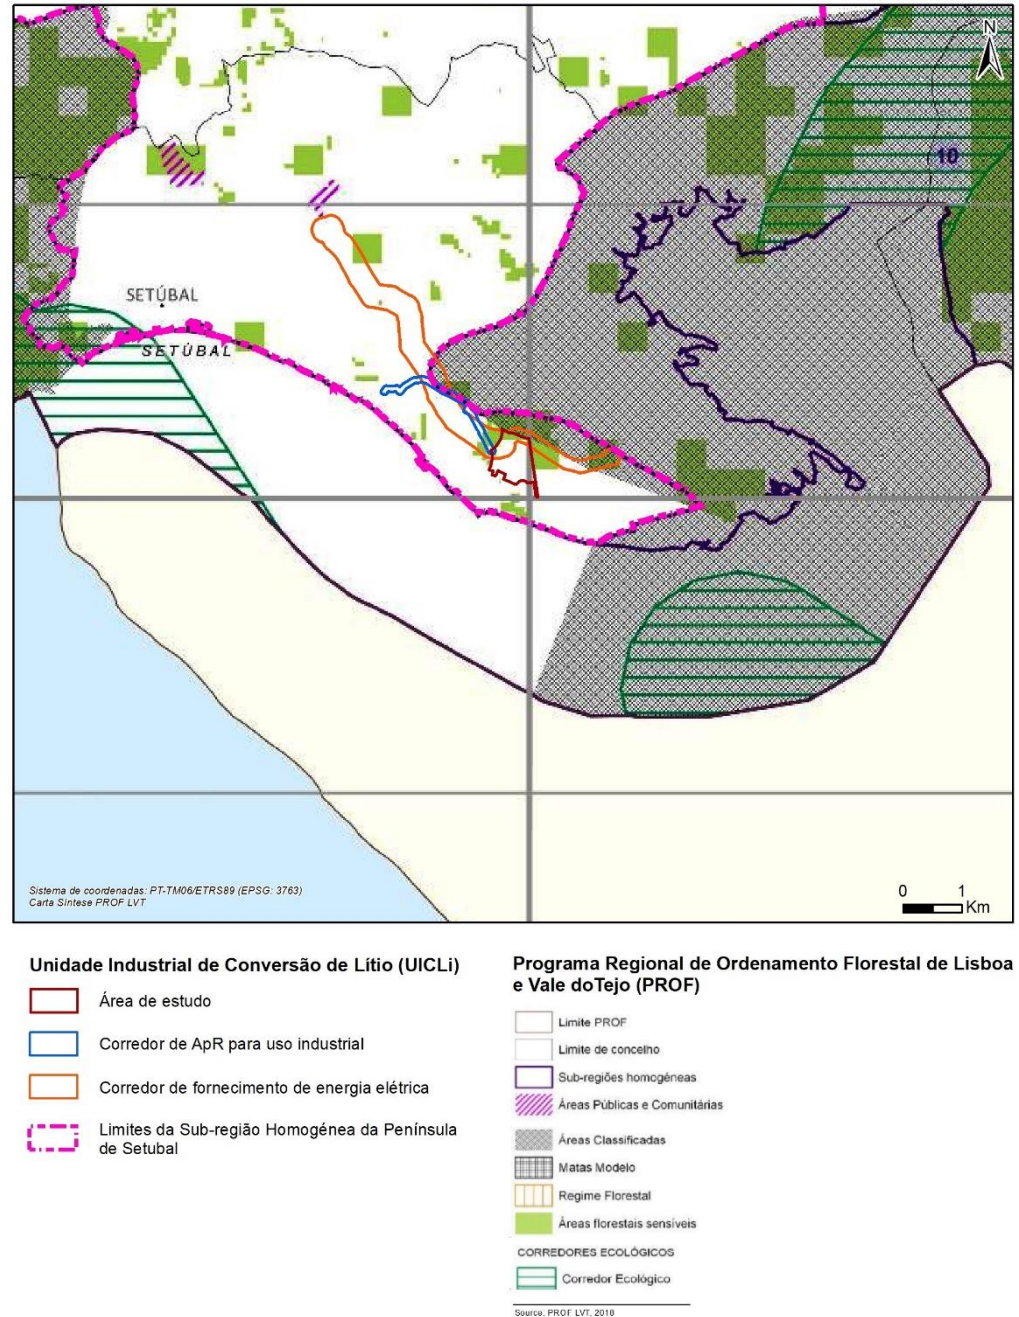 N
10
SETÚBAL
SETÚBAL
Sistema de coordenadas: PT-TM06/ETRS89 (EPSG: 3763)
Carta Síntese PROF LVT
0 1
Km
Unidade Industrial de Conversão de Lítio (UICLi)
Área de estudo
Corredor de ApR para uso industrial
Corredor de fornecimento de energia elétrica
Limites da Sub-região Homogénea da Península
de Setubal
Programa Regional de Ordenamento Florestal de Lisboa
e Vale doTejo (PROF)
Limite PROF
Limite de concelho
Sub-regiões homogéneas
Áreas Públicas e Comunitárias
Áreas Classificadas
Matas Modelo
Regime Florestal
Áreas florestais sensíveis
CORREDORES ECOLÓGICOS
Corredor Ecológico
Source: PROF LVT, 2018